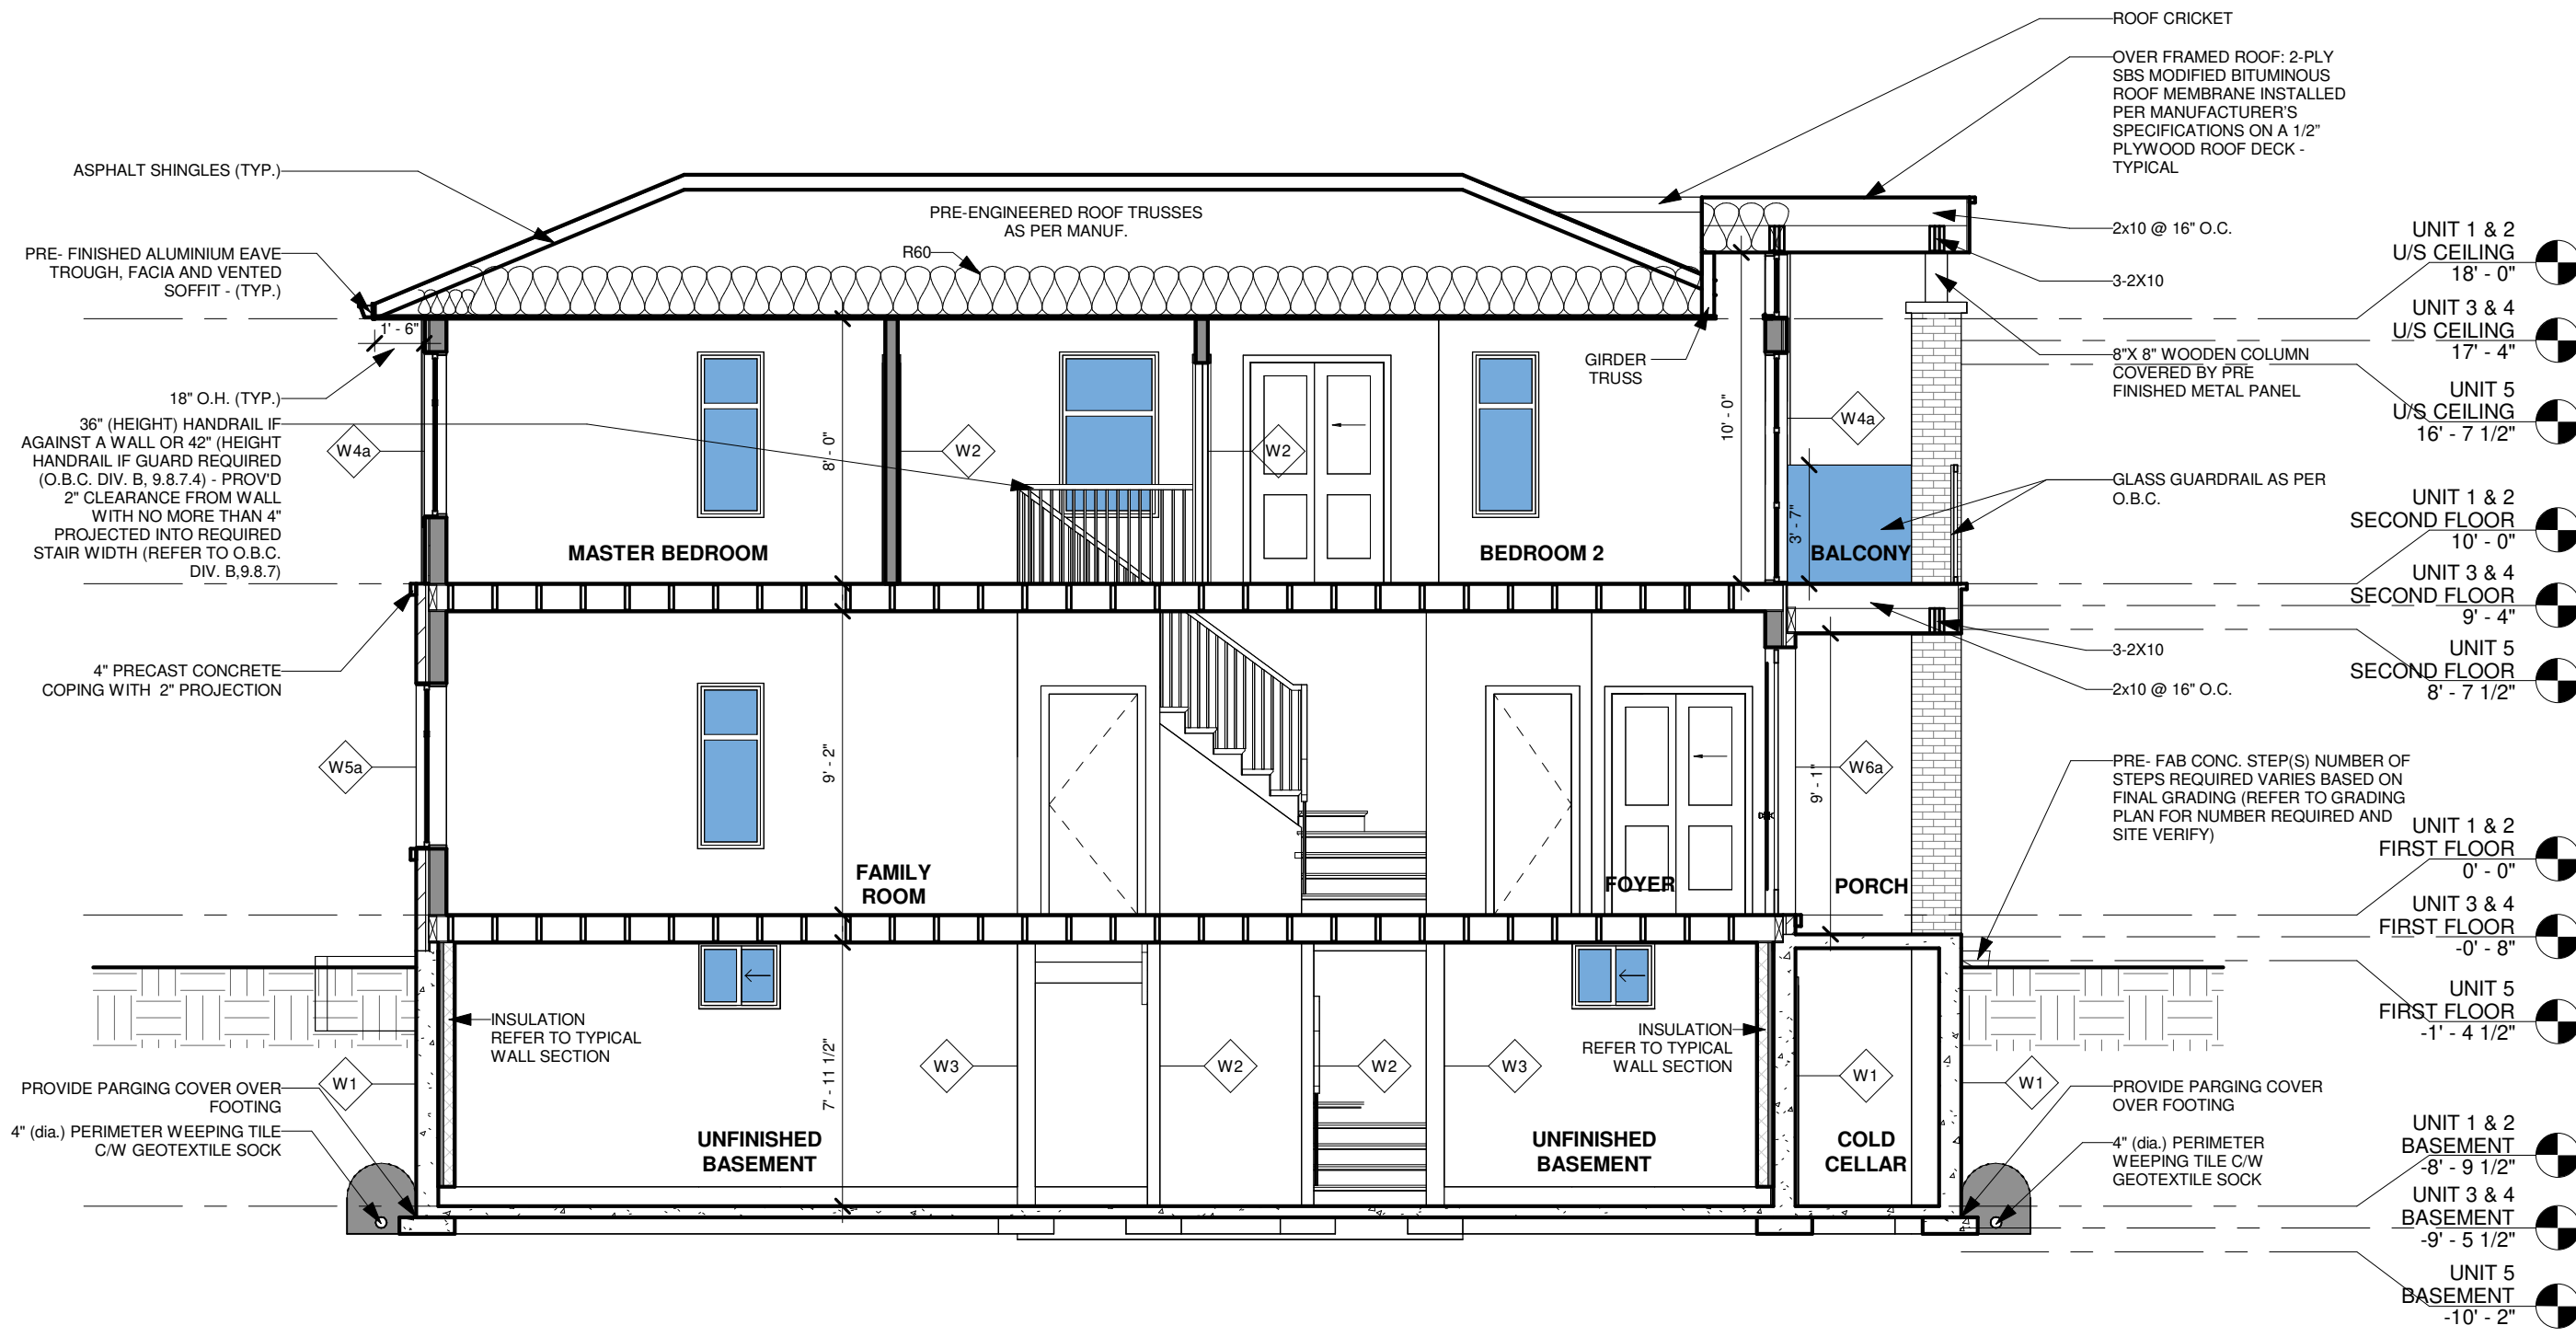 ROOF CRICKET
OVER FRAMED ROOF: 2-PLY
SBS MODIFIED BITUMINOUS
ROOF MEMBRANE INSTALLED
PER MANUFACTURER'S
SPECIFICATIONS ON A 1/2"
PLYWOOD ROOF DECK -
TYPICAL
ASPHALT SHINGLES (TYP.)
PRE-ENGINEERED ROOF TRUSSES
AS PER MANUF.
R60
PRE- FINISHED ALUMINIUM EAVE
TROUGH, FACIA AND VENTED
SOFFIT - (TYP.)
1' - 6"
18" O.H. (TYP.)
36" (HEIGHT) HANDRAIL IF
AGAINST A WALL OR 42" (HEIGHT
HANDRAIL IF GUARD REQUIRED
(O.B.C. DIV. B, 9.8.7.4) - PROV'D
2" CLEARANCE FROM WALL
WITH NO MORE THAN 4"
PROJECTED INTO REQUIRED
STAIR WIDTH (REFER TO O.B.C.
DIV. B,9.8.7)
W4a
4" PRECAST CONCRETE
COPING WITH 2" PROJECTION
W5a
8' - 0"
W2
W2
MASTER BEDROOM
BEDROOM 2
GIRDER
TRUSS
10' - 0"
W4a
3' - 7"
BALCONY
2x10 @ 16" O.C.
3-2X10
8"X 8" WOODEN COLUMN
COVERED BY PRE
FINISHED METAL PANEL
GLASS GUARDRAIL AS PER
O.B.C.
3-2X10
2x10 @ 16" O.C.
9' - 2"
FAMILY
ROOM
FOYER
9' - 1"
W6a
PORCH
PRE- FAB CONC. STEP(S) NUMBER OF
STEPS REQUIRED VARIES BASED ON
FINAL GRADING (REFER TO GRADING
PLAN FOR NUMBER REQUIRED AND
SITE VERIFY)
INSULATION
REFER TO TYPICAL
WALL SECTION
7' - 11 1/2"
W3
W2
W2
W3
INSULATION
REFER TO TYPICAL
WALL SECTION
W1
W1
W1
PROVIDE PARGING COVER OVER
FOOTING
4" (dia.) PERIMETER WEEPING TILE
C/W GEOTEXTILE SOCK
UNFINISHED
BASEMENT
UNFINISHED
BASEMENT
COLD
CELLAR
PROVIDE PARGING COVER
OVER FOOTING
4" (dia.) PERIMETER
WEEPING TILE C/W
GEOTEXTILE SOCK
UNIT 1 & 2
U/S CEILING
18' - 0"
UNIT 3 & 4
U/S CEILING
17' - 4"
UNIT 5
U/S CEILING
16' - 7 1/2"
UNIT 1 & 2
SECOND FLOOR
10' - 0"
UNIT 3 & 4
SECOND FLOOR
9' - 4"
UNIT 5
SECOND FLOOR
8' - 7 1/2"
UNIT 1 & 2
FIRST FLOOR
0' - 0"
UNIT 3 & 4
FIRST FLOOR
-0' - 8"
UNIT 5
FIRST FLOOR
-1' - 4 1/2"
UNIT 1 & 2
BASEMENT
-8' - 9 1/2"
UNIT 3 & 4
BASEMENT
-9' - 5 1/2"
UNIT 5
BASEMENT
-10' - 2"